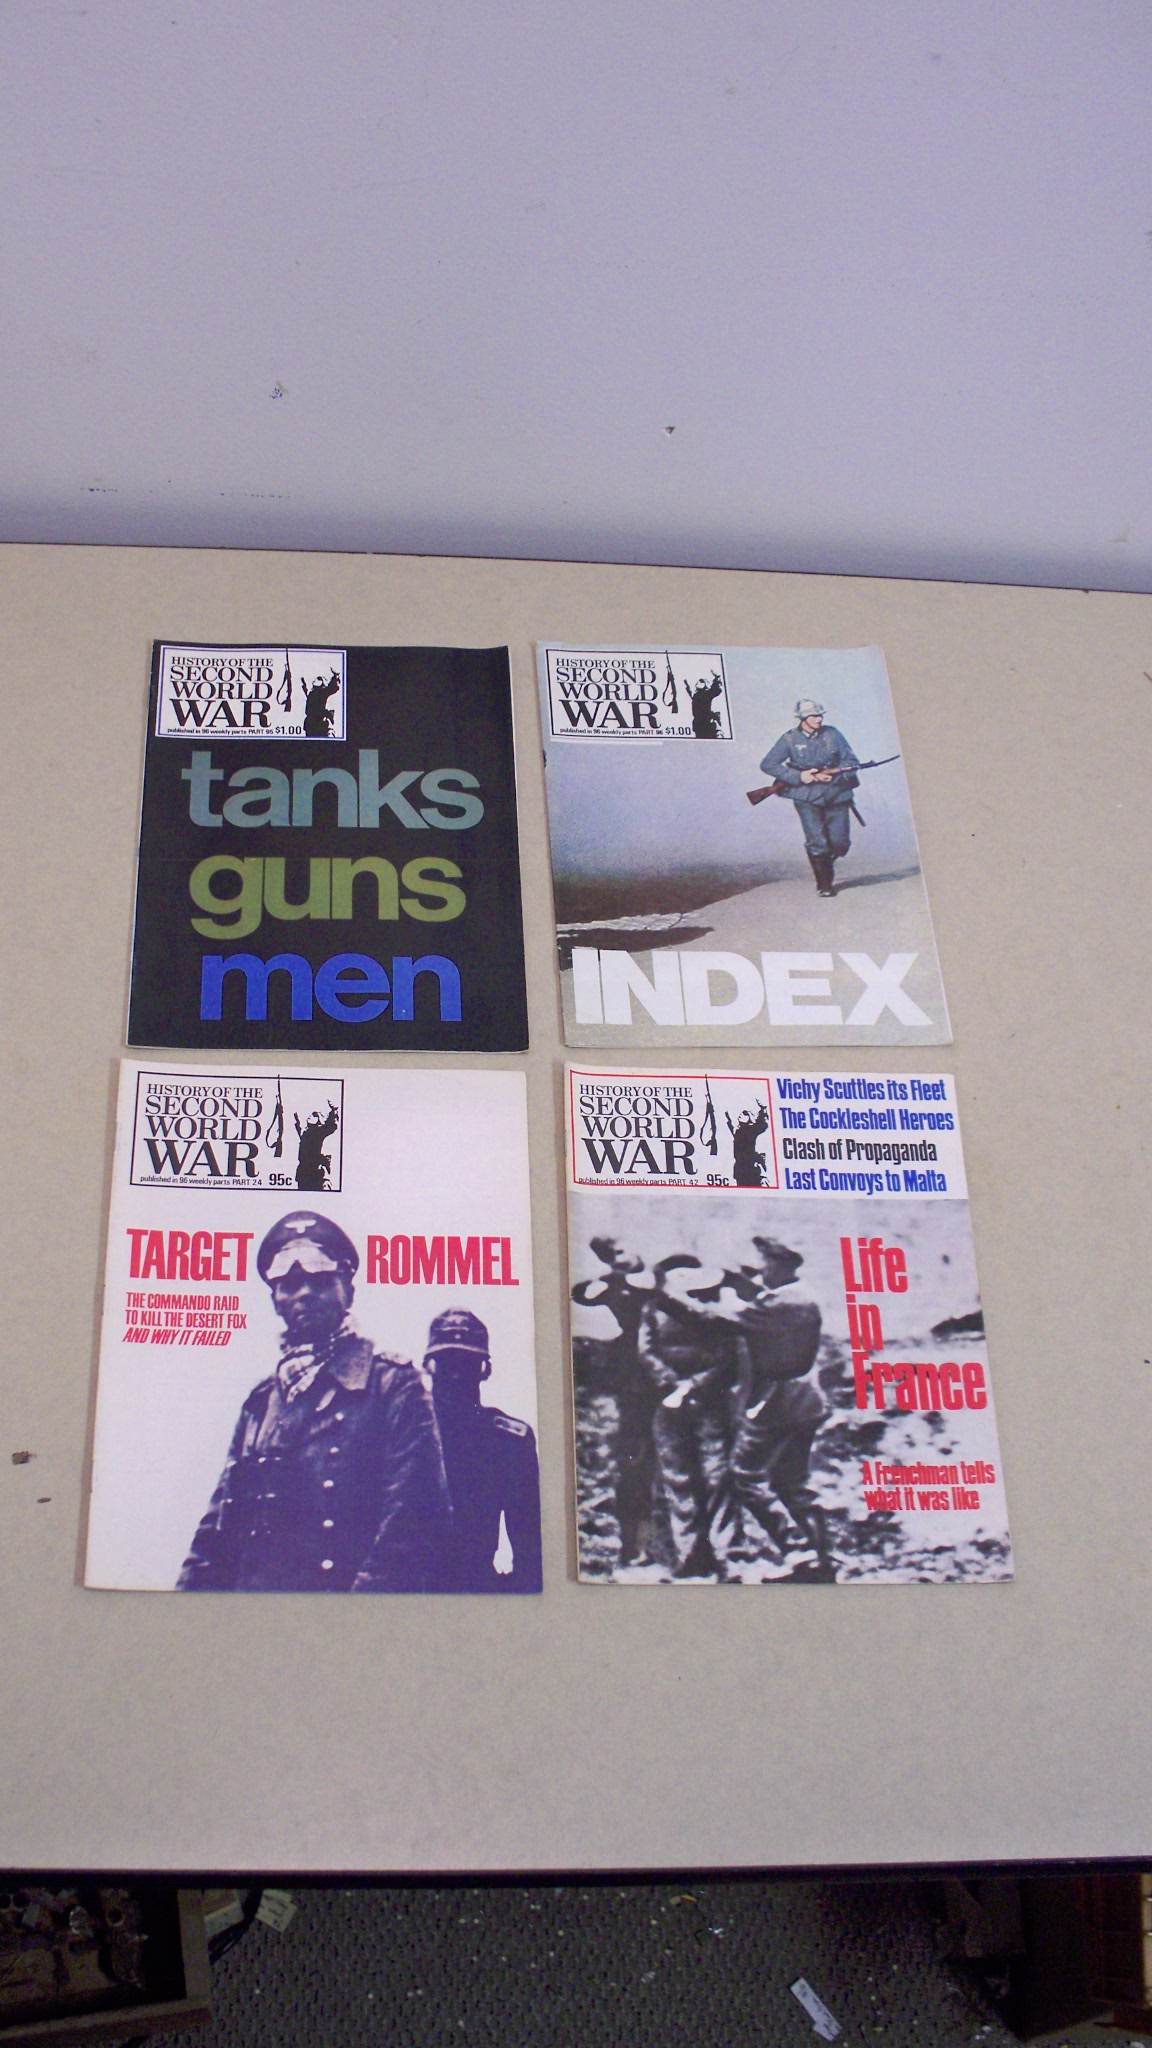 HISTORY OF THE
SECOND
WORLD
WAR
published in 96 weekly parts PART 95 $1.00
tanks
guns
men
HISTORY OF THE
SECOND
WORLD
WAR
published in 96 weekly parts PART 96 $1.00
INDEX
HISTORY OF THE
SECOND
WORLD
WAR
published in 96 weekly parts PART 24 95c
TARGET ROMMEL
THE COMMANDO RAID
TO KILL THE DESERT FOX
AND WHY IT FAILED
HISTORY OF THE
SECOND
WORLD
WAR
published in 96 weekly parts PART 42 95c
Vichy Scuttles its Fleet
The Cockleshell Heroes
Clash of Propaganda
Last Convoys to Malta
Life
in
France
A Frenchman tells
what it was like